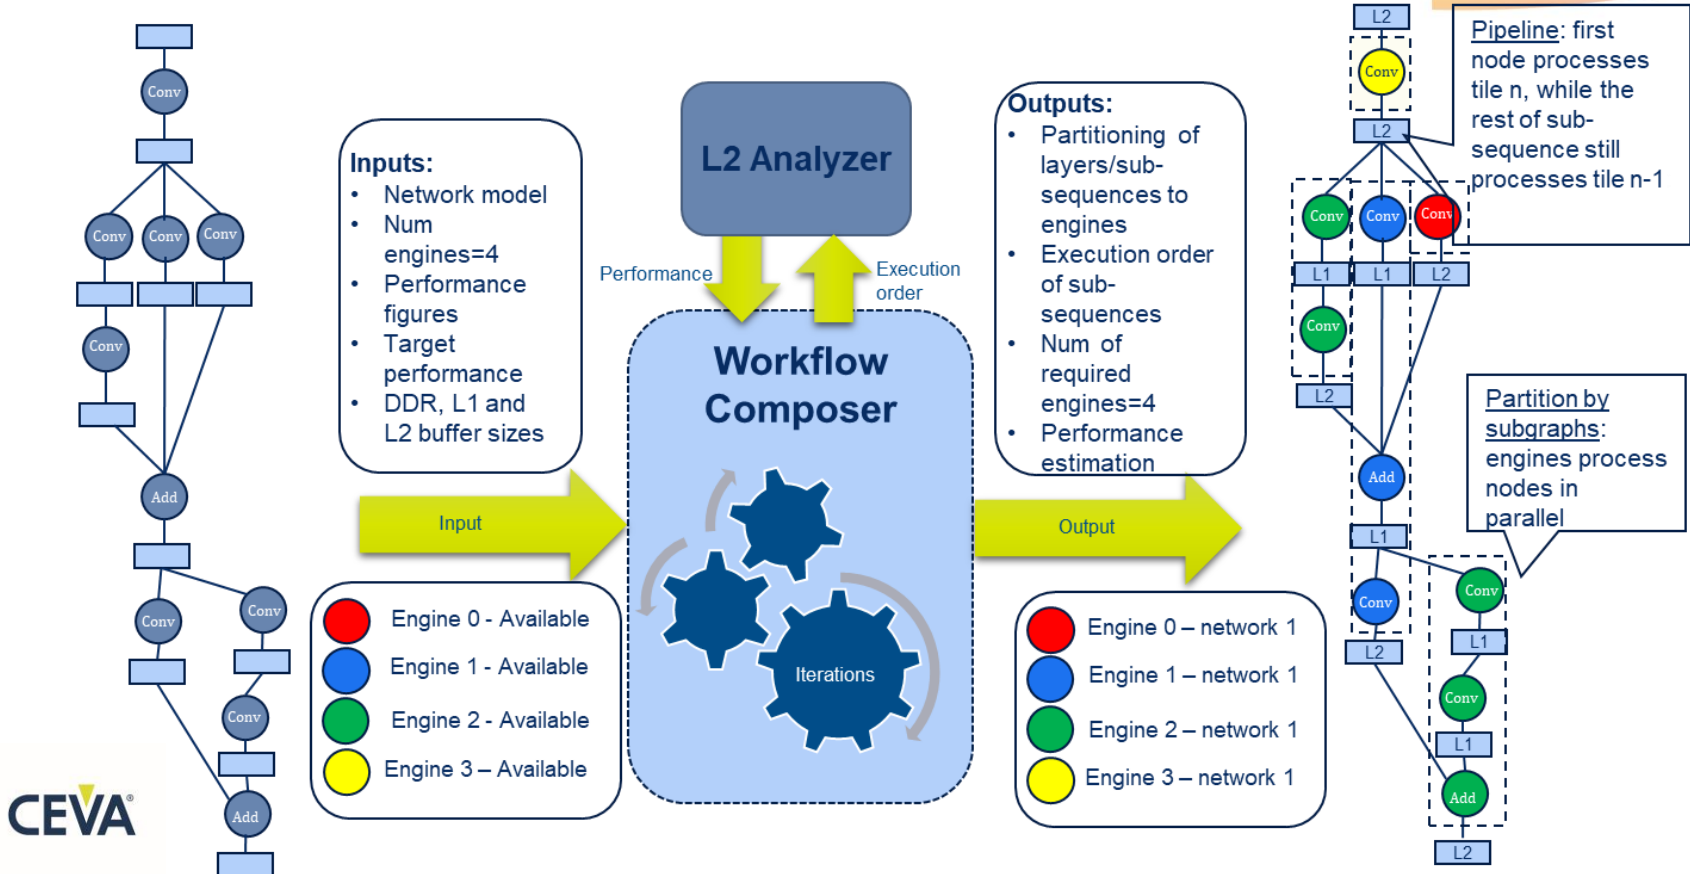 Conv
Conv
Conv
Conv
Conv
Add
Conv
Conv
Conv
Add
CEVA®
Inputs:
• Network model
• Num
engines=4
• Performance
figures
• Target
performance
• DDR, L1 and
L2 buffer sizes
Input
Engine 0 - Available
Engine 1 - Available
Engine 2 - Available
Engine 3 – Available
L2 Analyzer
Performance
Execution
order
Workflow
Composer
Iterations
Outputs:
• Partitioning of
layers/sub-
sequences to
engines
• Execution order
of sub-
sequences
• Num of
required
engines=4
• Performance
estimation
Output
Engine 0 – network 1
Engine 1 – network 1
Engine 2 – network 1
Engine 3 – network 1
L2
Conv
L2
Conv
Conv
Conv
L1
L1
L2
Conv
L2
Add
L1
Conv
Conv
L2
L1
Conv
L1
Add
L2
Pipeline: first
node processes
tile n, while the
rest of sub-
sequence still
processes tile n-1
Partition by
subgraphs:
engines process
nodes in
parallel